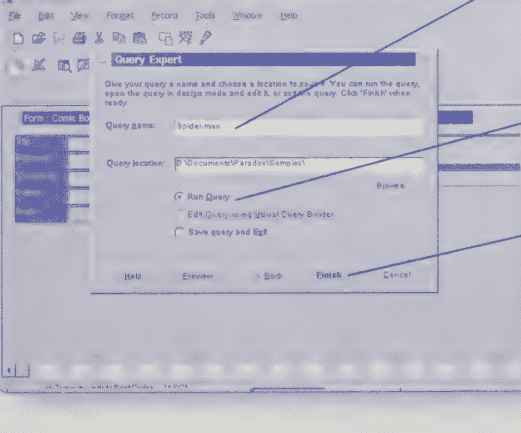 File Edit View Format Record Tools Window Help
Query Expert
Give your query a name and choose a location to save it. You can run the query,
open the query in design mode and edit it, or exit the query. Click 'Finish' when
ready.
Query name: Spider-man
Form : Comic Bo
Query location: D:\Documents\Paradox\Samples\
Browse
Run Query
Edit Query using Visual Query Builder
Save query and Exit
Help Preview < Back Finish Cancel